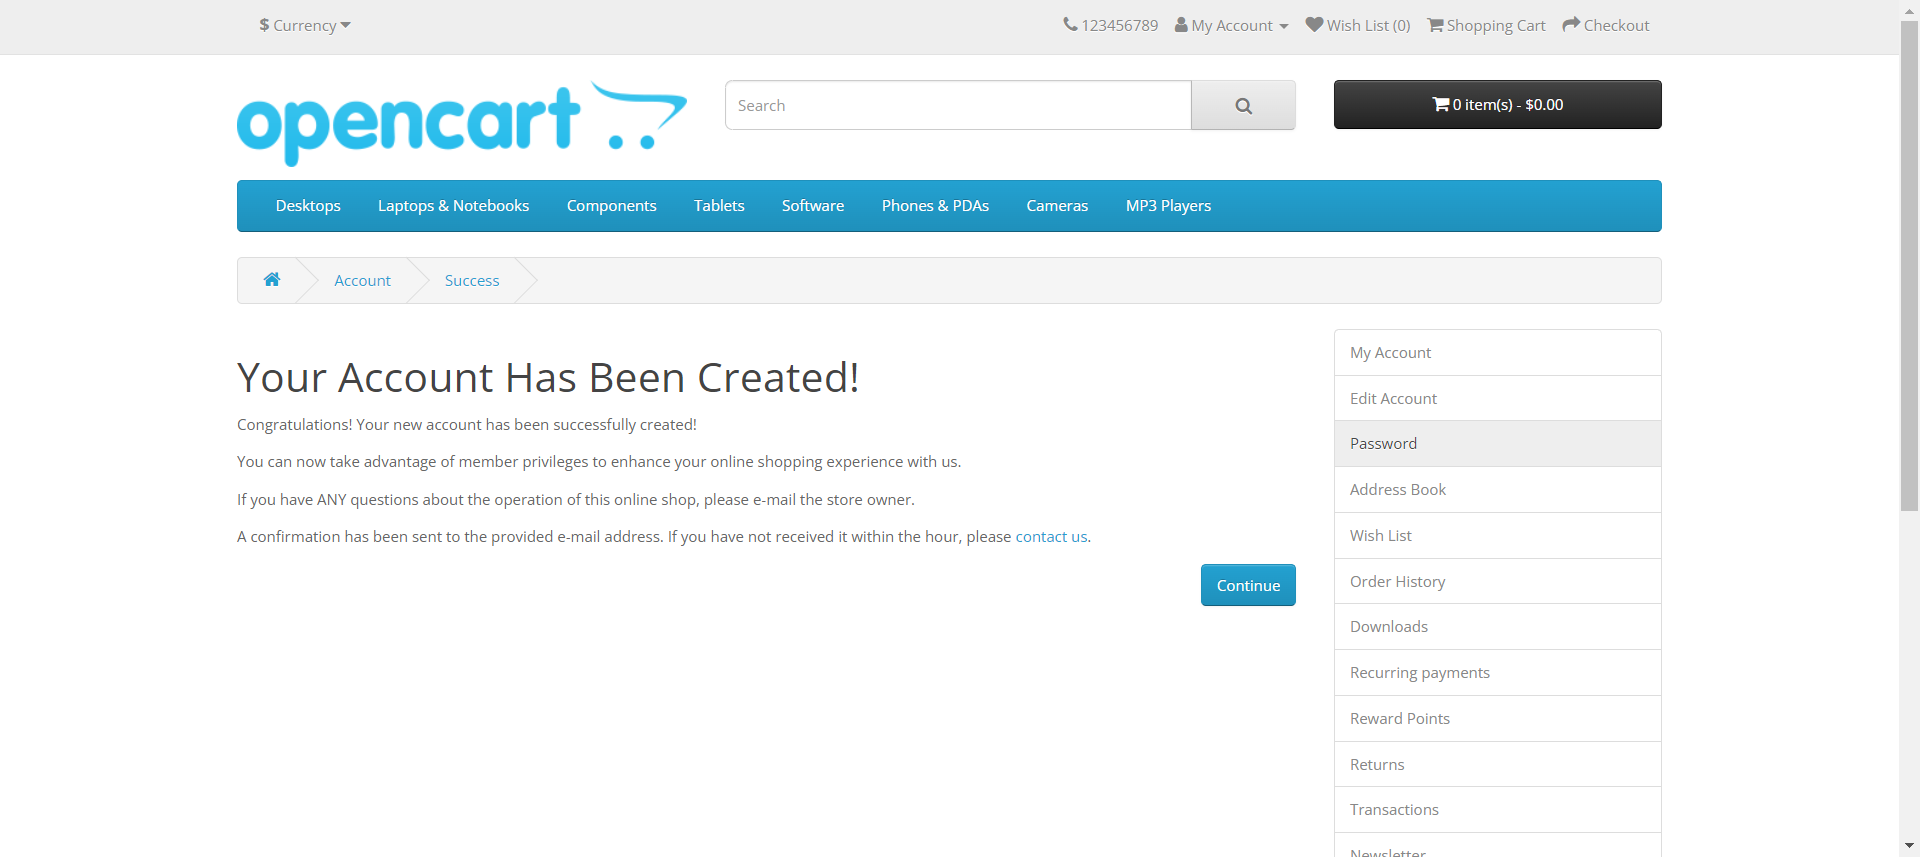 $ Currency
123456789 My Account Wish List (0) Shopping Cart Checkout
opencart
Search
0 item(s) - $0.00
Desktops Laptops & Notebooks Components Tablets Software Phones & PDAs Cameras MP3 Players
Account Success
Your Account Has Been Created!
Congratulations! Your new account has been successfully created!
You can now take advantage of member privileges to enhance your online shopping experience with us.
If you have ANY questions about the operation of this online shop, please e-mail the store owner.
A confirmation has been sent to the provided e-mail address. If you have not received it within the hour, please contact us.
Continue
My Account
Edit Account
Password
Address Book
Wish List
Order History
Downloads
Recurring payments
Reward Points
Returns
Transactions
Newsletter